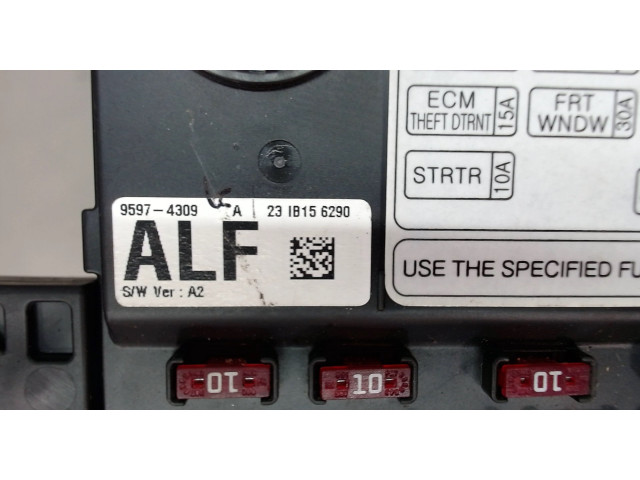 ECM
THEFT DTRNT 15A
FRT
WNDW 30A
STRTR 10A
9597-4309 A 23 IB15 6290
ALF
S/W Ver : A2
USE THE SPECIFIED FU
10
10
10